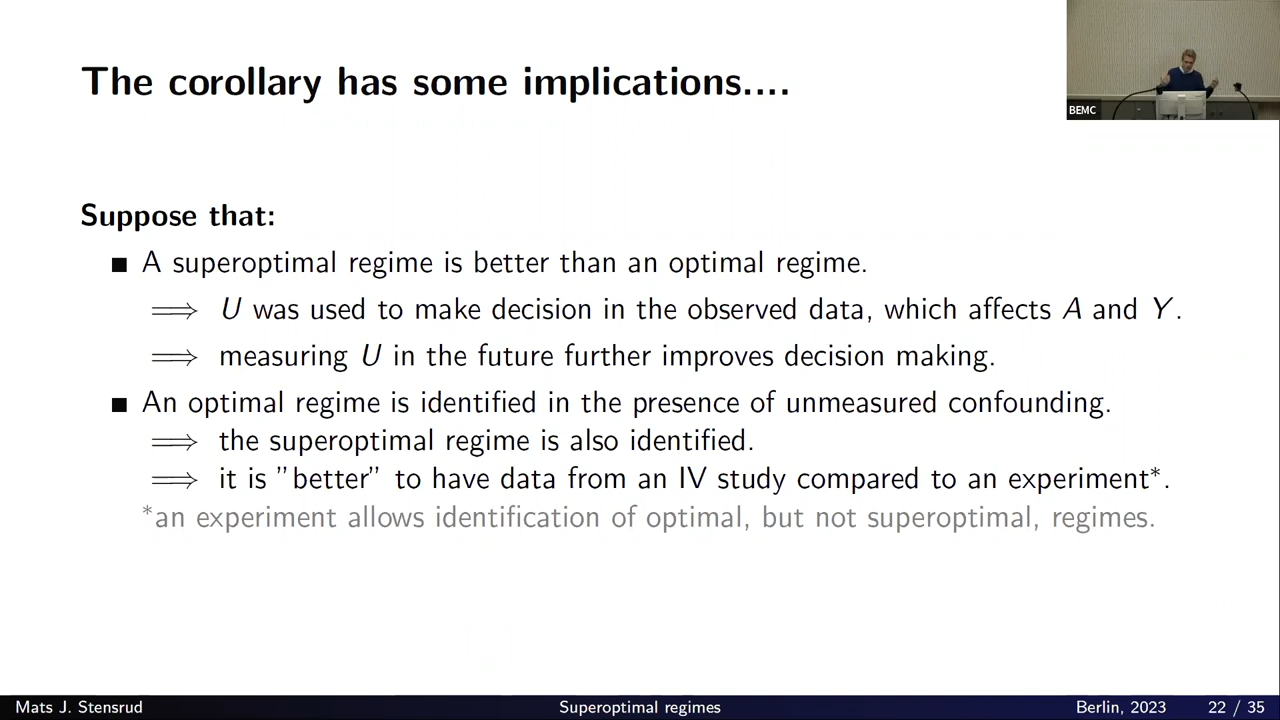 The corollary has some implications....
BEMC
Suppose that:
■ A superoptimal regime is better than an optimal regime.
⟹ U was used to make decision in the observed data, which affects A and Y.
⟹ measuring U in the future further improves decision making.
■ An optimal regime is identified in the presence of unmeasured confounding.
⟹ the superoptimal regime is also identified.
⟹ it is ”better” to have data from an IV study compared to an experiment*.
*an experiment allows identification of optimal, but not superoptimal, regimes.
Mats J. Stensrud Superoptimal regimes Berlin, 2023 22 / 35